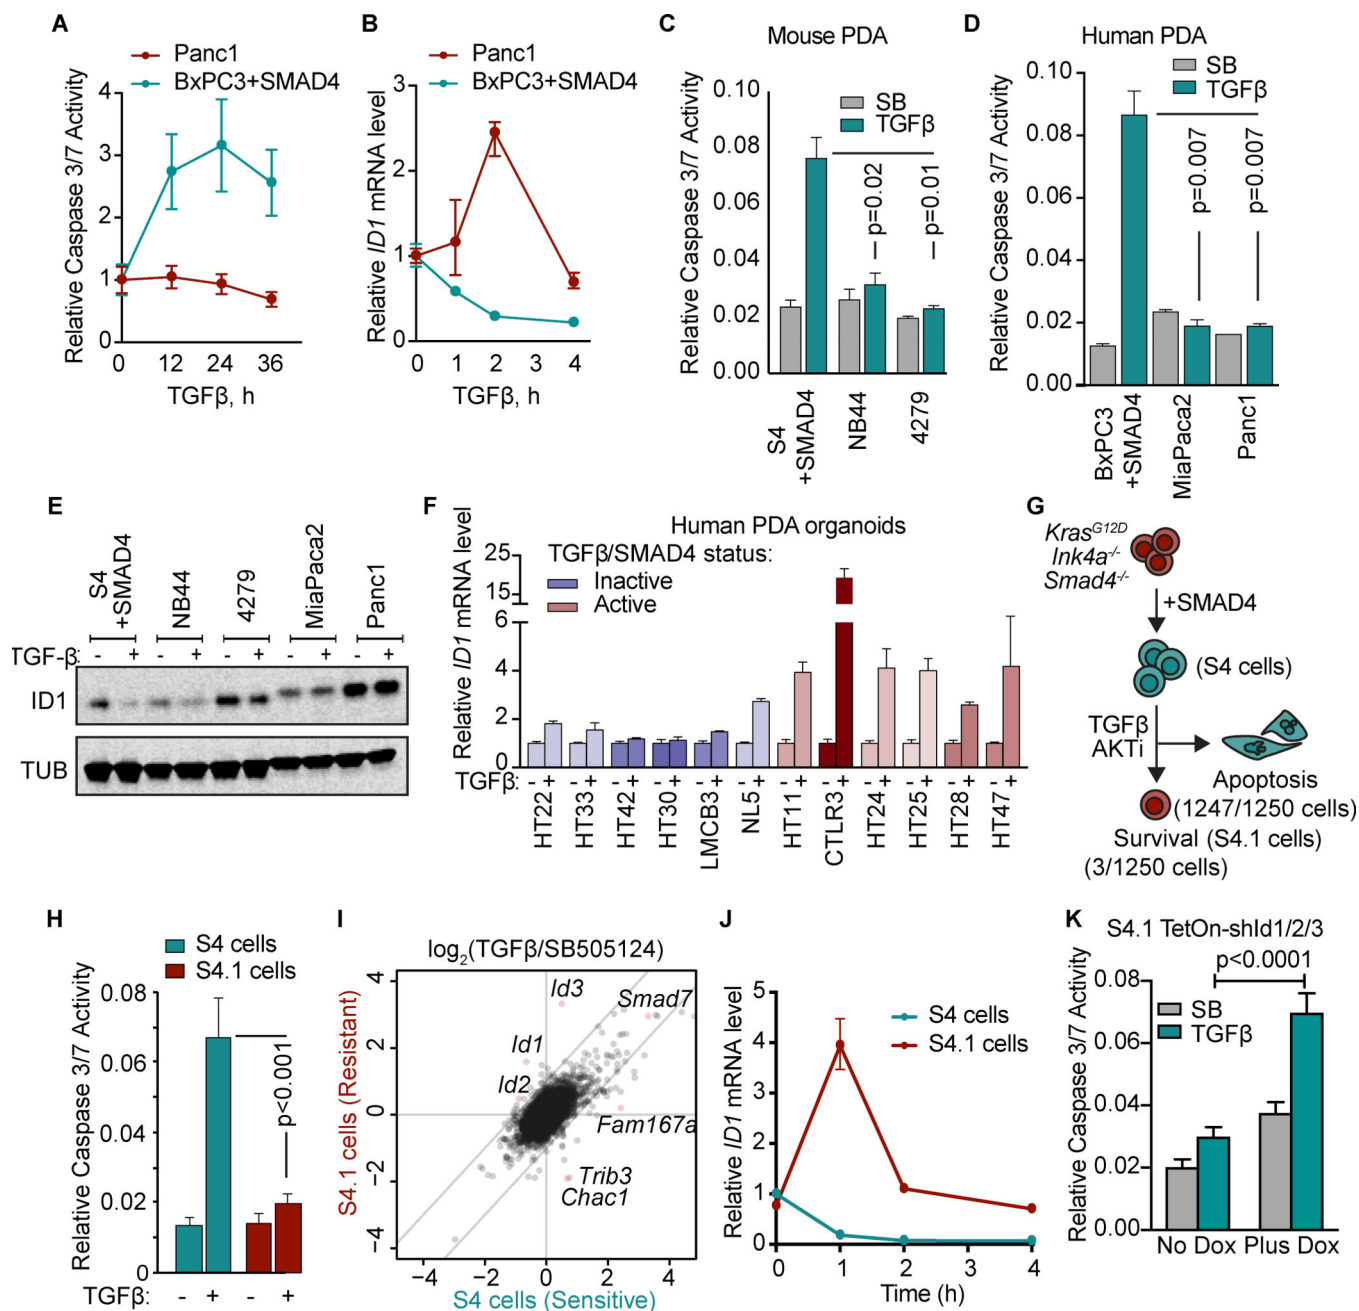 A
Panc1
BxPC3+SMAD4
Relative Caspase 3/7 Activity
4
3
2
1
0
0 12 24 36
TGFβ, h
B
Panc1
BxPC3+SMAD4
Relative ID1 mRNA level
3
2
1
0
0 1 2 3 4
TGFβ, h
C
Mouse PDA
SB
TGFβ
Relative Caspase 3/7 Activity
0.10
0.08
0.06
0.04
0.02
0.00
p=0.02
p=0.01
S4
+SMAD4
NB44
4279
D
Human PDA
SB
TGFβ
Relative Caspase 3/7 Activity
0.10
0.08
0.06
0.04
0.02
0.00
p=0.007
p=0.007
BxPC3
+SMAD4
MiaPaca2
Panc1
E
S4
+SMAD4
NB44
4279
MiaPaca2
Panc1
TGF-β: - + - + - + - + - +
ID1
TUB
F
Human PDA organoids
TGFβ/SMAD4 status:
Inactive
Active
Relative ID1 mRNA level
25
15
6
4
2
0
TGFβ: - + - + - + - + - + - + - + - + - + - + - + - +
HT22
HT33
HT42
HT30
LMCB3
NL5
HT11
CTLR3
HT24
HT25
HT28
HT47
G
KrasG12D
Ink4a-/-
Smad4-/-
+SMAD4
(S4 cells)
TGFβ
AKTi
Apoptosis
(1247/1250 cells)
Survival (S4.1 cells)
(3/1250 cells)
H
S4 cells
S4.1 cells
Relative Caspase 3/7 Activity
0.08
0.06
0.04
0.02
0
p<0.001
TGFβ: - + - +
I
log2(TGFβ/SB505124)
S4.1 cells (Resistant)
4
2
0
−2
−4
Id3
Smad7
Id1
Id2
Fam167a
Trib3
Chac1
−4 −2 0 2 4
S4 cells (Sensitive)
J
Relative ID1 mRNA level
5
4
3
5
1
0
S4 cells
S4.1 cells
0 1 2 3 4
Time (h)
K
S4.1 TetOn-shId1/2/3
p<0.0001
SB
TGFβ
Relative Caspase 3/7 Activity
0.08
0.06
0.04
0.02
0.00
No Dox Plus Dox